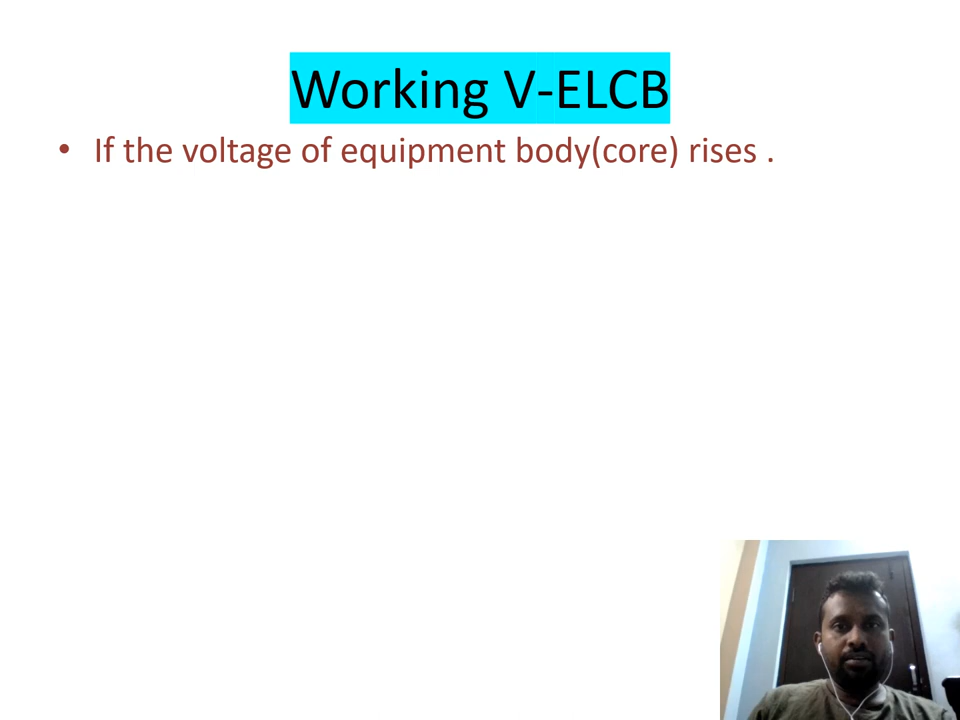 Working V-ELCB
• If the voltage of equipment body(core) rises .